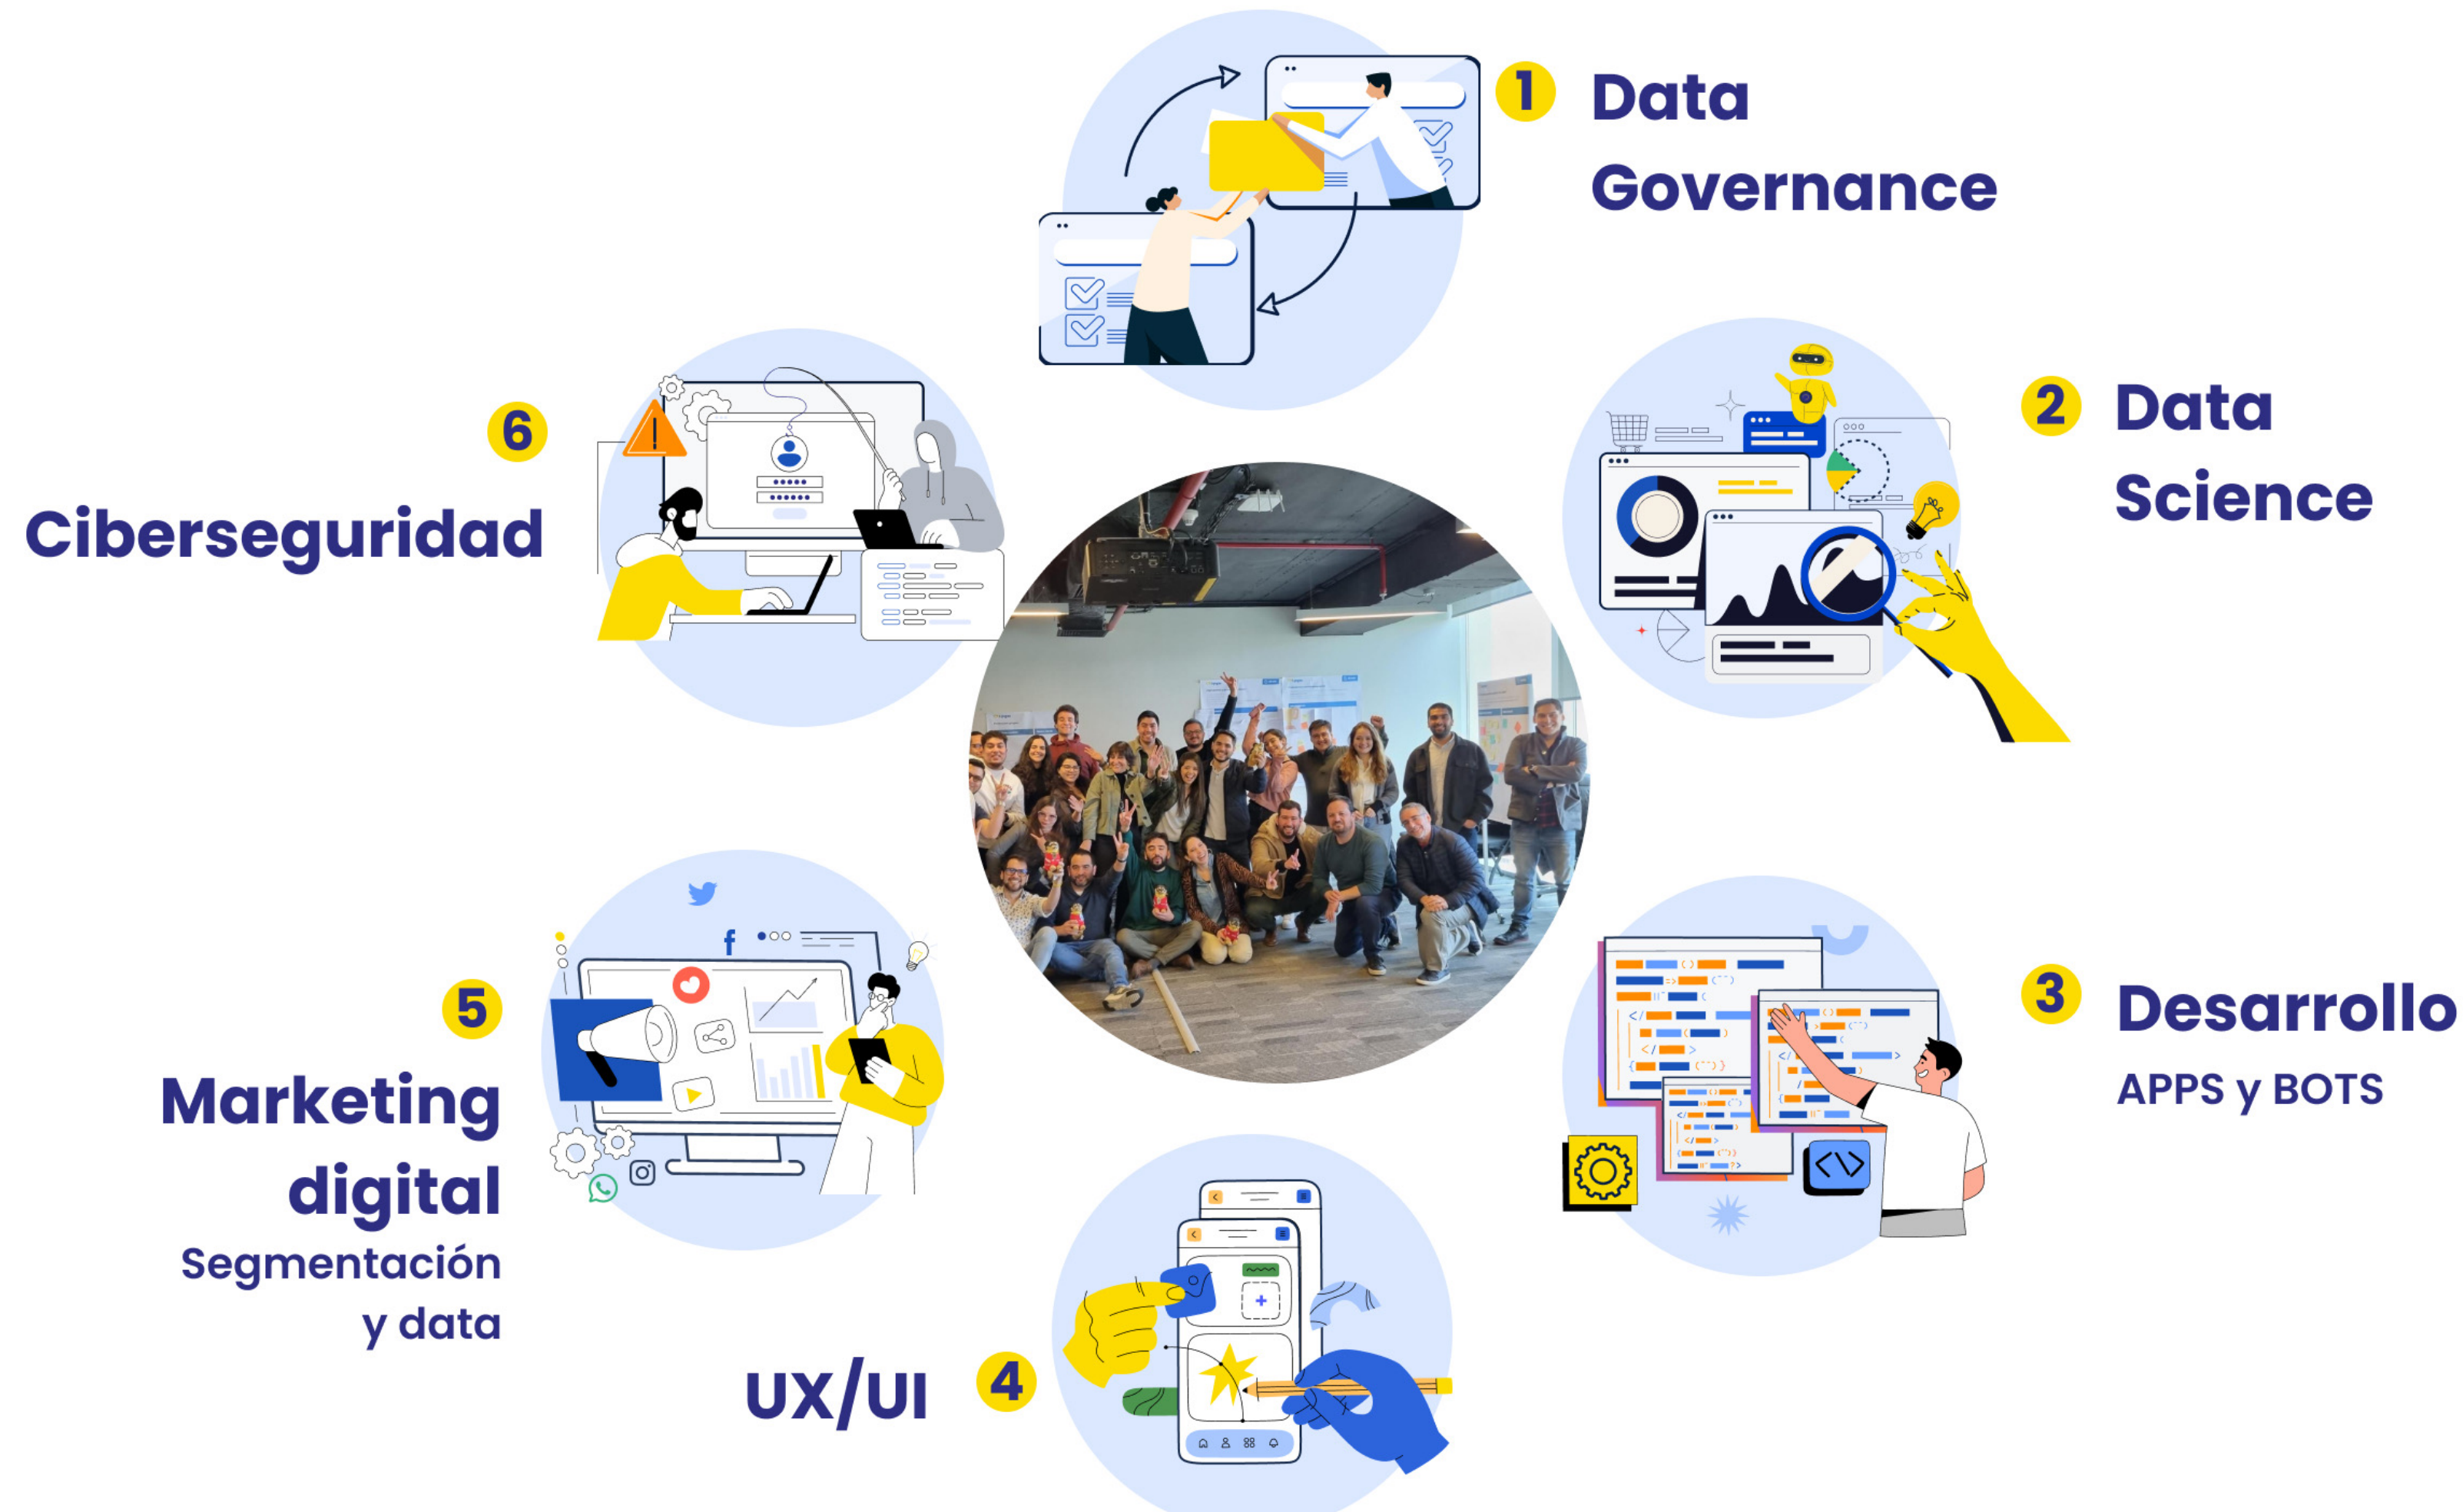 1
Data
Governance
2
Data
Science
3
Desarrollo
APPS y BOTS
4
UX/UI
5
Marketing
digital
Segmentación
y data
6
Ciberseguridad